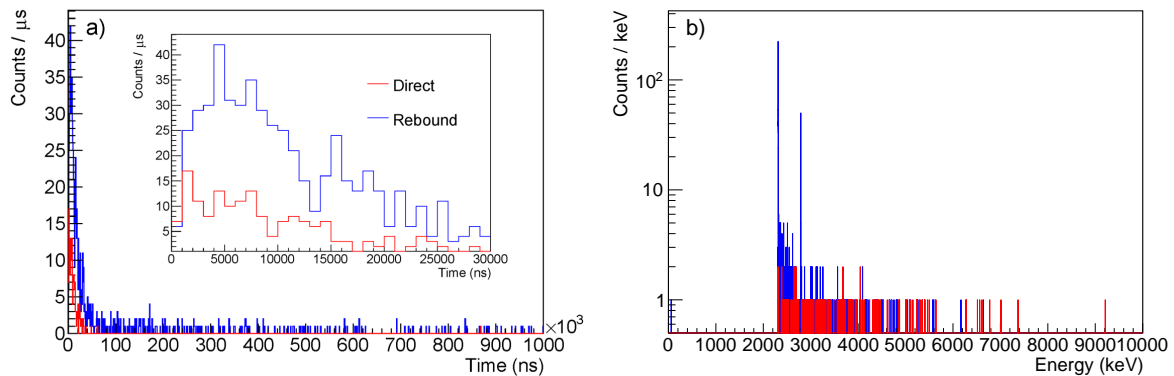 a)
Counts / μs
40
35
30
25
20
15
10
5
0
0 100 200 300 400 500 600 700 800 900 1000
×10³
Time (ns)
Counts / μs
40
35
30
25
20
15
10
5
0 5000 10000 15000 20000 25000 30000
Time (ns)
Direct
Rebound
b)
Counts / keV
10²
10
1
0 1000 2000 3000 4000 5000 6000 7000 8000 900010000
Energy (keV)